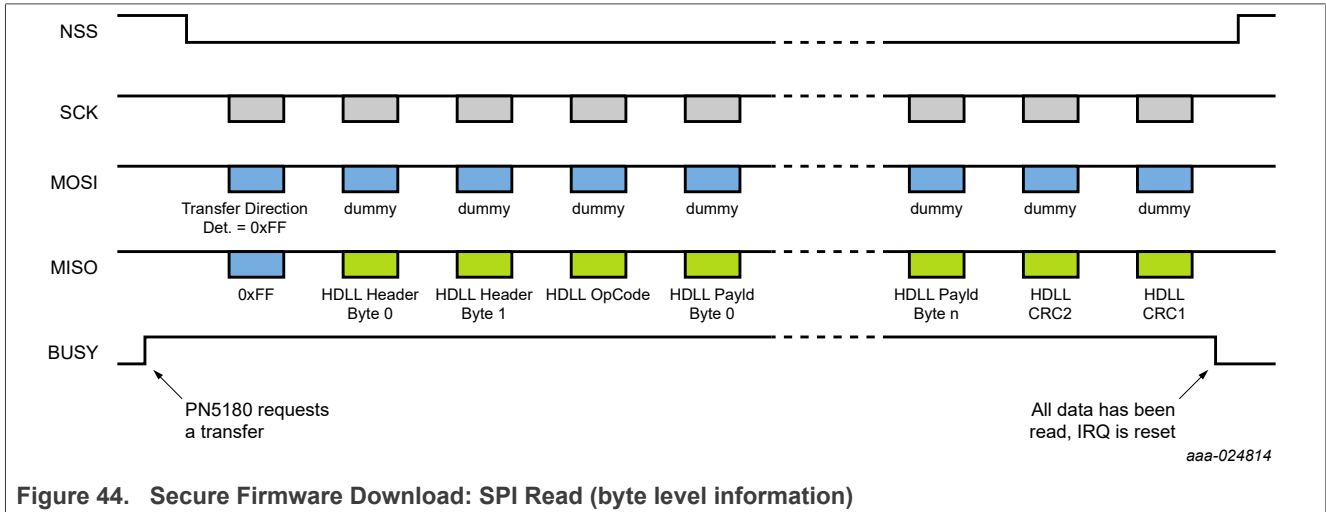 NSS
SCK
MOSI
Transfer Direction
Det. = 0xFF
dummy
dummy
dummy
dummy
dummy
dummy
dummy
MISO
0xFF
HDLL Header
Byte 0
HDLL Header
Byte 1
HDLL OpCode
HDLL Payld
Byte 0
HDLL Payld
Byte n
HDLL
CRC2
HDLL
CRC1
BUSY
PN5180 requests
a transfer
All data has been
read, IRQ is reset
aaa-024814
Figure 44. Secure Firmware Download: SPI Read (byte level information)